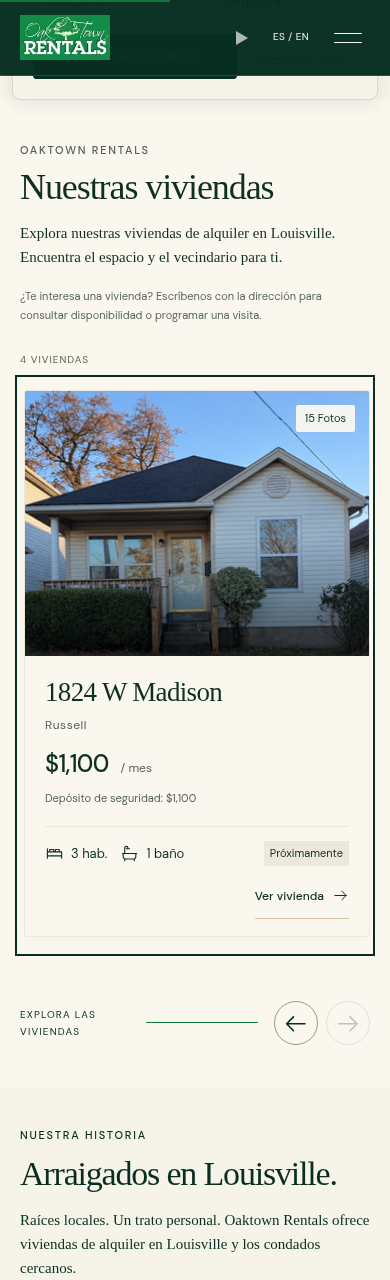 Oak Town
RENTALS
ES / EN
OAKTOWN RENTALS
Nuestras viviendas
Explora nuestras viviendas de alquiler en Louisville.
Encuentra el espacio y el vecindario para ti.
¿Te interesa una vivienda? Escríbenos con la dirección para
consultar disponibilidad o programar una visita.
4 VIVIENDAS
15 Fotos
1824 W Madison
Russell
$1,100 / mes
Depósito de seguridad: $1,100
3 hab. 1 baño Próximamente
Ver vivienda
EXPLORA LAS
VIVIENDAS
NUESTRA HISTORIA
Arraigados en Louisville.
Raíces locales. Un trato personal. Oaktown Rentals ofrece
viviendas de alquiler en Louisville y los condados
cercanos.